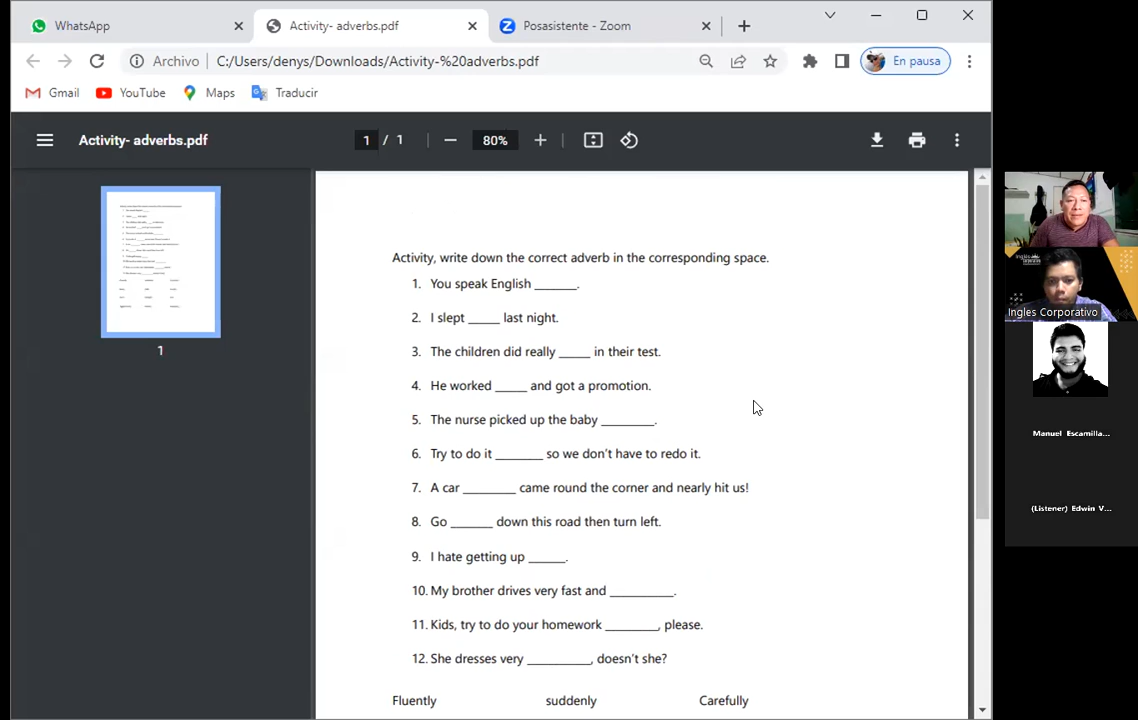 WhatsApp
Activity- adverbs.pdf
Posasistente - Zoom
Archivo
C:/Users/denys/Downloads/Activity-%20adverbs.pdf
En pausa
Gmail
YouTube
Maps
Traducir
Activity- adverbs.pdf
1 / 1
80%
Activity, write down the correct adverb in the corresponding space.
1. You speak English _______.
2. I slept _____ last night.
3. The children did really _____ in their test.
4. He worked _____ and got a promotion.
5. The nurse picked up the baby ________.
6. Try to do it ________ so we don't have to redo it.
7. A car ________ came round the corner and nearly hit us!
8. Go _______ down this road then turn left.
9. I hate getting up ______.
10. My brother drives very fast and __________.
11. Kids, try to do your homework ________, please.
12. She dresses very __________, doesn't she?
Fluently suddenly Carefully
1
Ingles Corporativo
Manuel Escamilla...
(Listener) Edwin V...